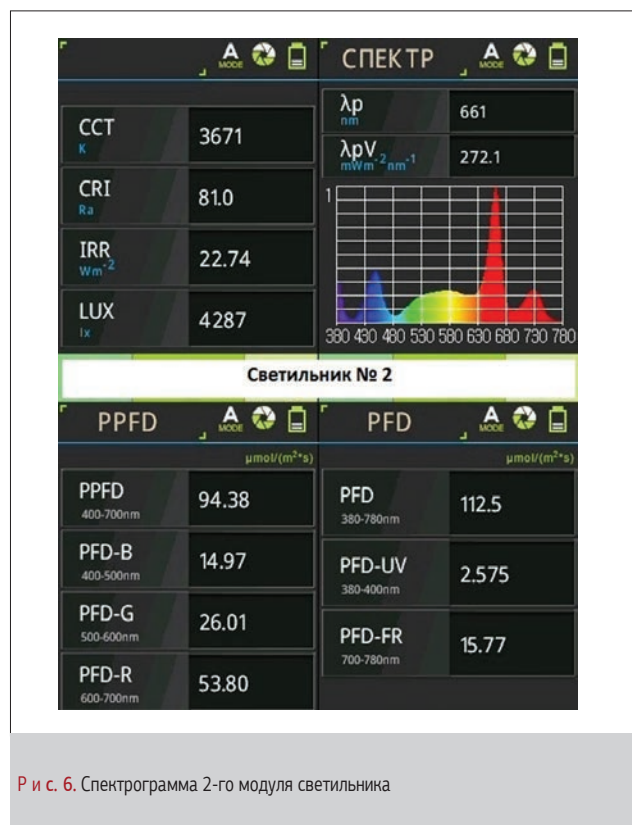 A
MODE
CCT
K
3671
CRI
Ra
81.0
IRR
Wm⁻²
22.74
LUX
lx
4287
СПЕКТР
A
MODE
λp
nm
661
λpV
mWm⁻²nm⁻¹
272.1
1
380 430 480 530 580 630 680 730 780
Светильник № 2
PPFD
A
MODE
μmol/(m²*s)
PPFD
400-700nm
94.38
PFD-B
400-500nm
14.97
PFD-G
500-600nm
26.01
PFD-R
600-700nm
53.80
PFD
A
MODE
μmol/(m²*s)
PFD
380-780nm
112.5
PFD-UV
380-400nm
2.575
PFD-FR
700-780nm
15.77
Р и с. 6. Спектрограмма 2-го модуля светильника